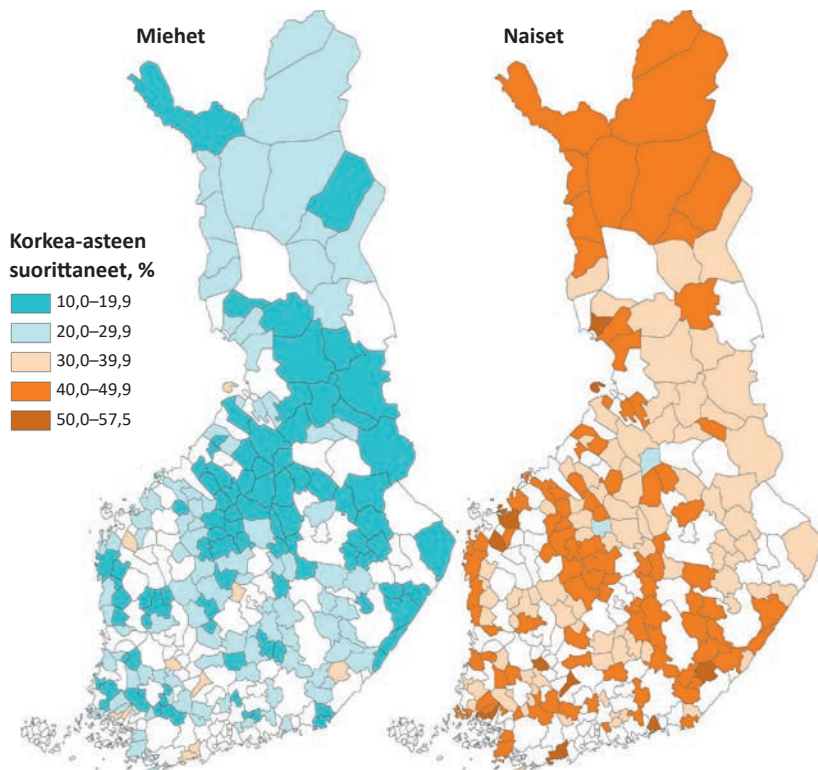 Miehet
Naiset
Korkea-asteen
suorittaneet, %
10,0–19,9
20,0–29,9
30,0–39,9
40,0–49,9
50,0–57,5